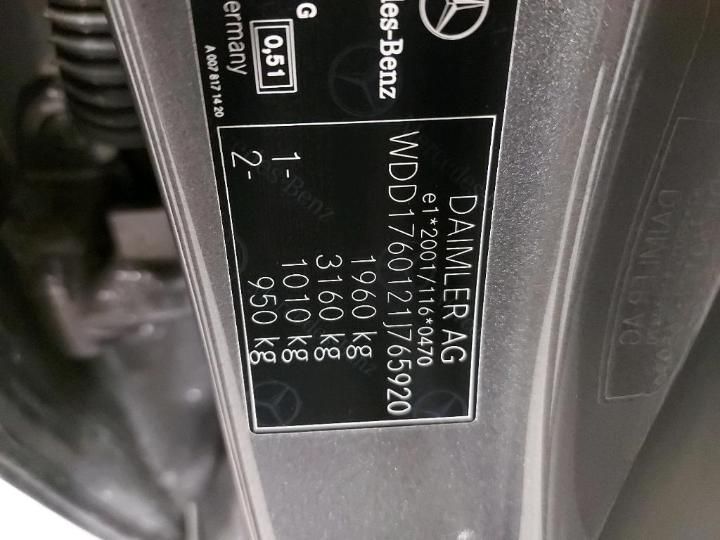 des-Benz
G
0,51
ermany
A 007 817 14 20
DAIMLER AG
e1*2001/116*0470
WDD1760121J765920
1960 kg
3160 kg
1- 1010 kg
2- 950 kg